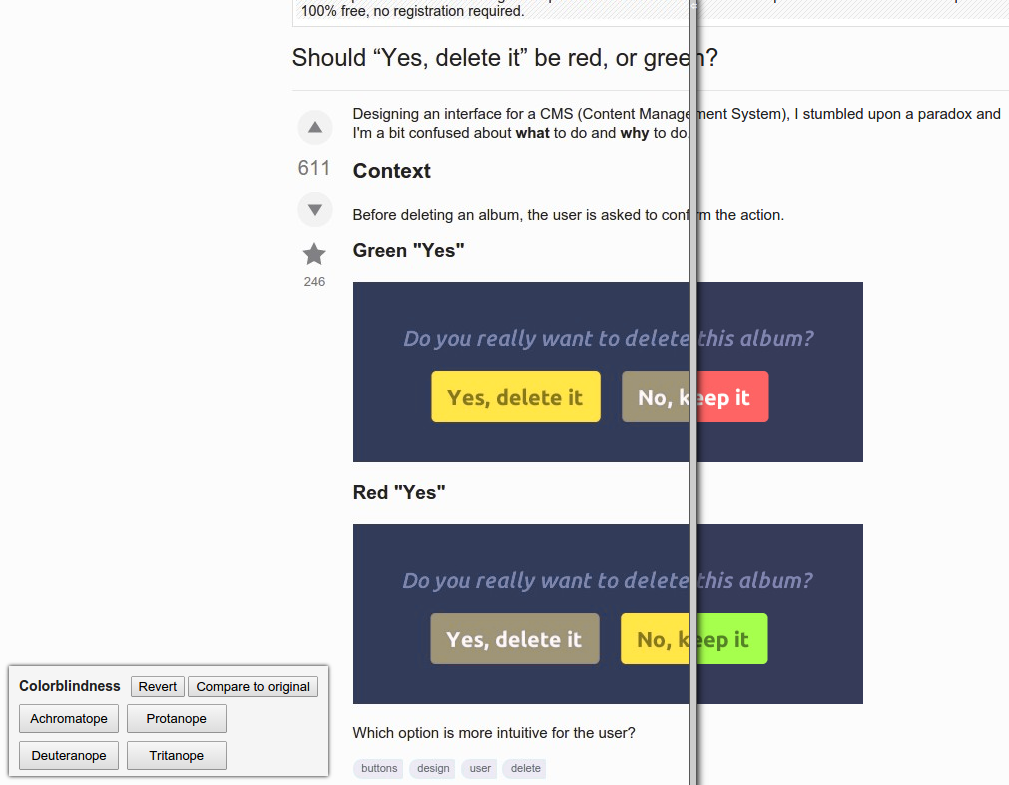 100% free, no registration required.
Should “Yes, delete it” be red, or green?
Designing an interface for a CMS (Content Management System), I stumbled upon a paradox and
I'm a bit confused about what to do and why to do.
611
Context
Before deleting an album, the user is asked to confirm the action.
Green "Yes"
246
Do you really want to delete this album?
Yes, delete it
No, keep it
Red "Yes"
Do you really want to delete this album?
Yes, delete it
No, keep it
Colorblindness Revert Compare to original
Achromatope Protanope
Deuteranope Tritanope
Which option is more intuitive for the user?
buttons design user delete